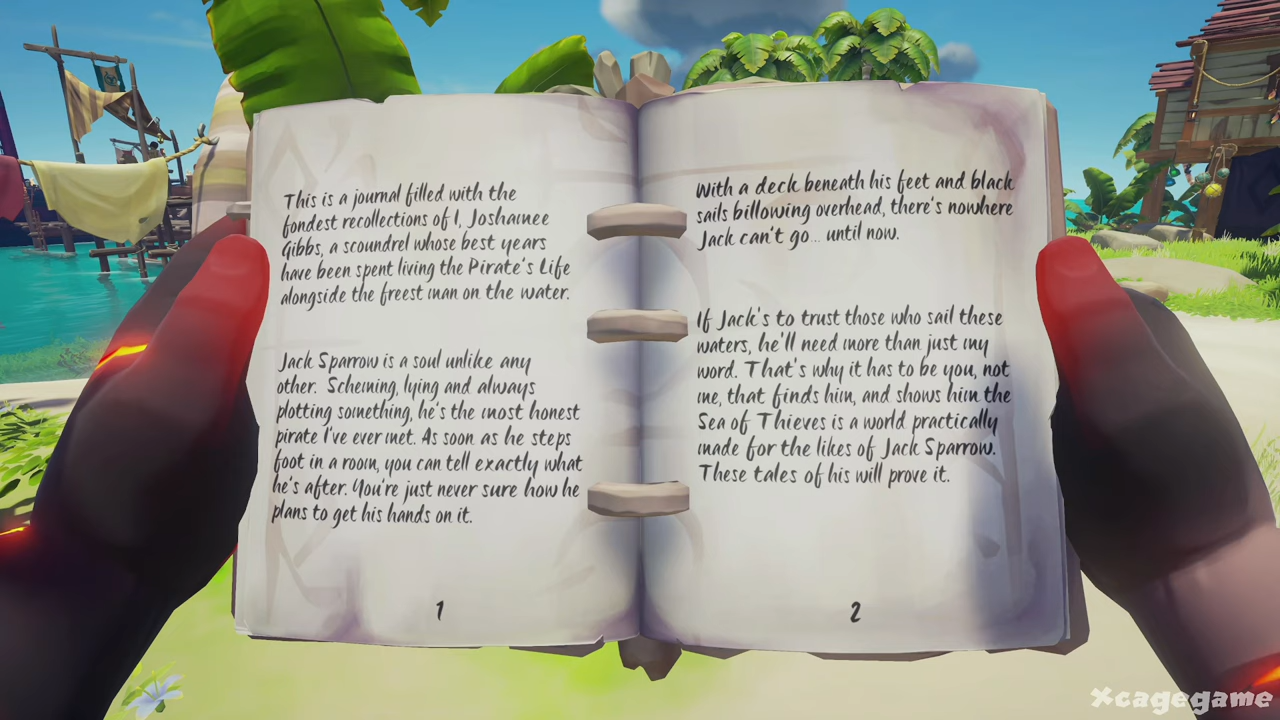 This is a journal filled with the
fondest recollections of I, Joshamee
Gibbs, a scoundrel whose best years
have been spent living the Pirate's Life
alongside the freest man on the water.
Jack Sparrow is a soul unlike any
other. Scheming, lying and always
plotting something, he's the most honest
pirate I've ever met. As soon as he steps
foot in a room, you can tell exactly what
he's after. You're just never sure how he
plans to get his hands on it.
1
With a deck beneath his feet and black
sails billowing overhead, there's nowhere
Jack can't go... until now.
If Jack's to trust those who sail these
waters, he'll need more than just my
word. That's why it has to be you, not
me, that finds him, and shows him the
Sea of Thieves is a world practically
made for the likes of Jack Sparrow.
These tales of his will prove it.
2
Xcagegame